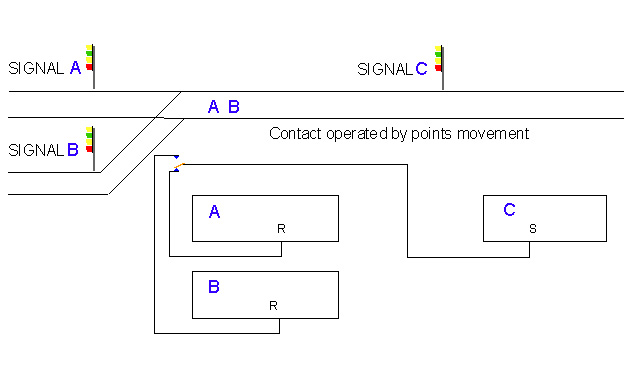 SIGNAL A
SIGNAL C
A B
Contact operated by points movement
SIGNAL B
A
R
C
S
B
R